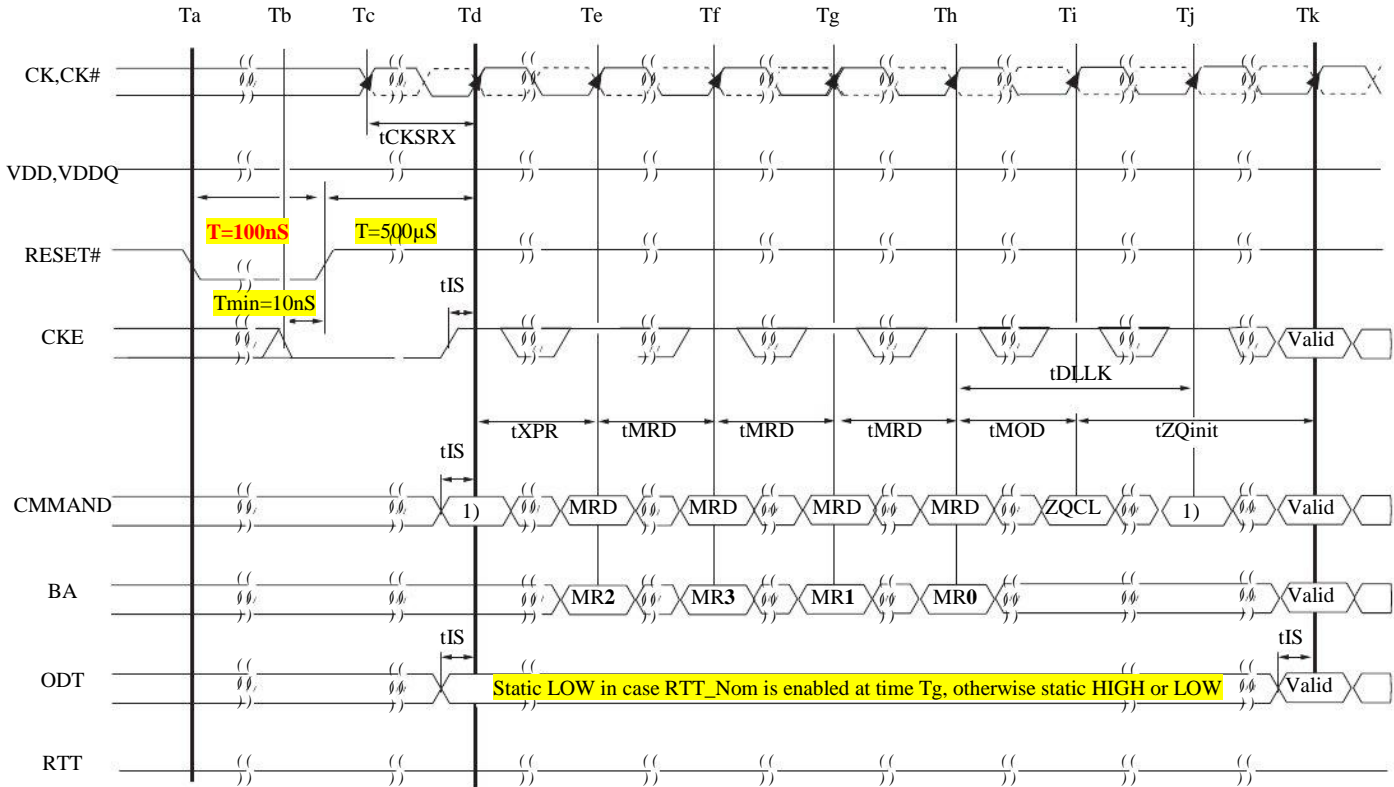 Ta Tb Tc Td Te Tf Tg Th Ti Tj Tk
CK,CK#
tCKSRX
VDD,VDDQ
T=100nS T=500µS
RESET#
Tmin=10nS tIS
CKE Valid
tDLLK
tXPR tMRD tMRD tMRD tMOD tZQinit
tIS
CMMAND 1) MRD MRD MRD MRD ZQCL 1) Valid
BA MR2 MR3 MR1 MR0 Valid
tIS tIS
ODT Static LOW in case RTT_Nom is enabled at time Tg, otherwise static HIGH or LOW Valid
RTT